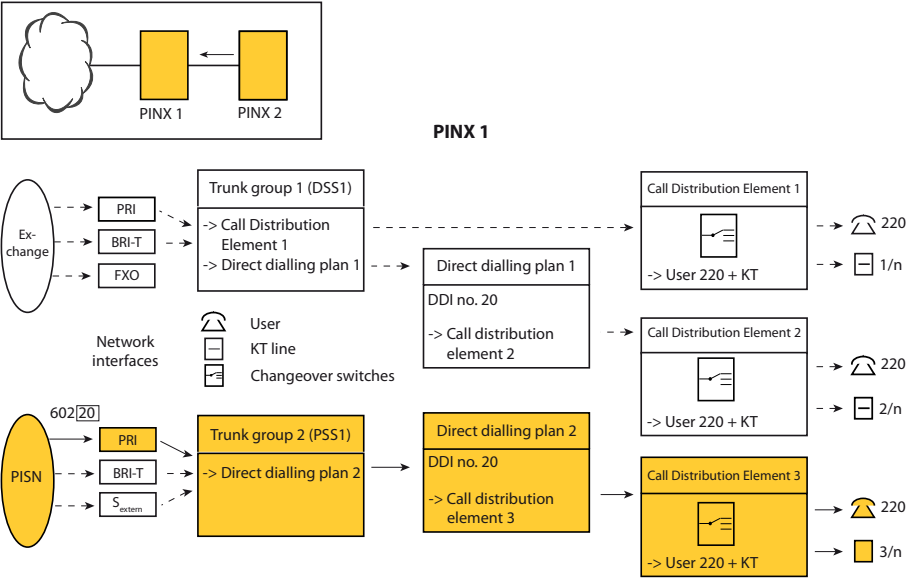 PINX 1
PINX 2
PINX 1
Ex-
change
PRI
BRI-T
FXO
Trunk group 1 (DSS1)
-> Call Distribution
Element 1
-> Direct dialling plan 1
Direct dialling plan 1
DDI no. 20
-> Call distribution
element 2
Call Distribution Element 1
-> User 220 + KT
220
1/n
Call Distribution Element 2
-> User 220 + KT
220
2/n
Network
interfaces
User
KT line
Changeover switches
PISN
60220
PRI
BRI-T
Sextern
Trunk group 2 (PSS1)
-> Direct dialling plan 2
Direct dialling plan 2
DDI no. 20
-> Call distribution
element 3
Call Distribution Element 3
-> User 220 + KT
220
3/n